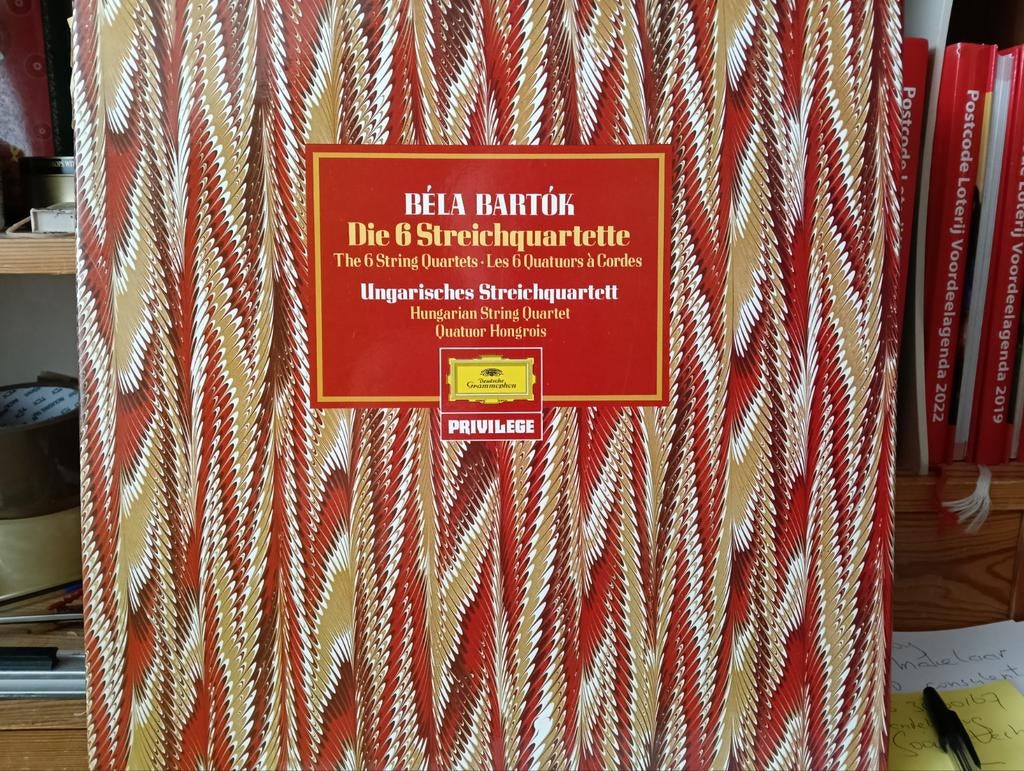 BÉLA BARTÓK
Die 6 Streichquartette
The 6 String Quartets · Les 6 Quatuors à Cordes
Ungarisches Streichquartett
Hungarian String Quartet
Quatuor Hongrois
Deutsche
Grammophon
PRIVILEGE
Postcode
Postcode Loterij Voordeelagenda 2022
Loterij Voordeelagenda 2019
Makelaar